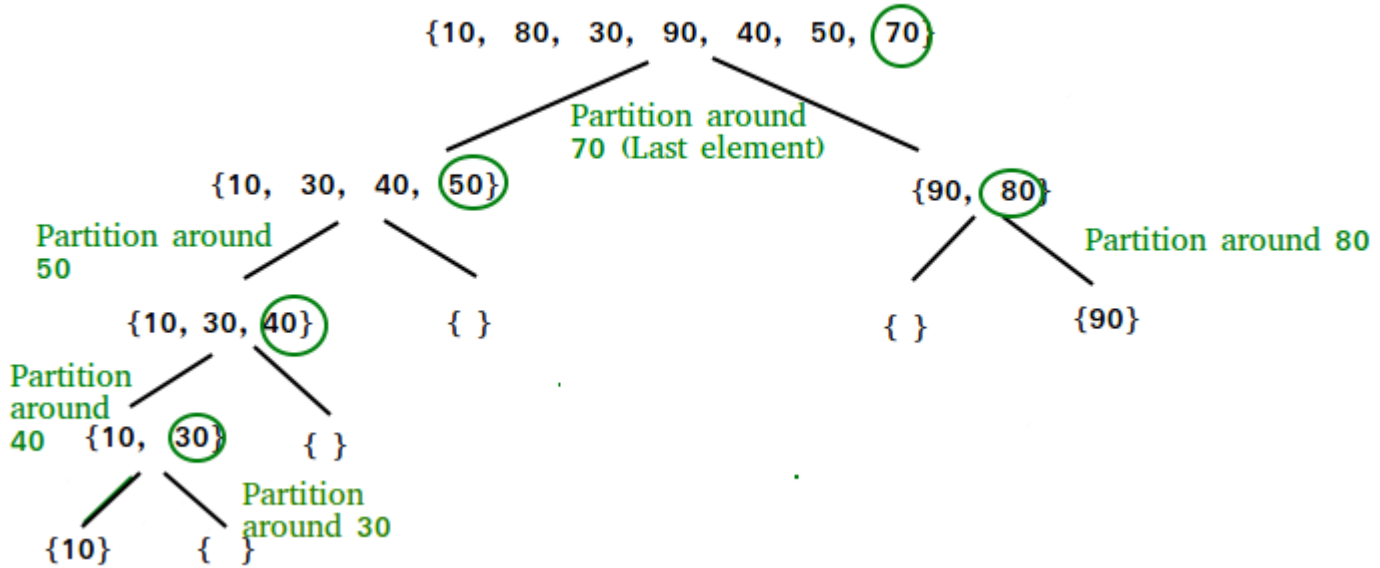 {10, 80, 30, 90, 40, 50, 70}
Partition around
70 (Last element)
{10, 30, 40, 50}
{90, 80}
Partition around
50
Partition around 80
{10, 30, 40}
{ }
{ }
{90}
Partition
around
40
{10, 30}
{ }
Partition
around 30
{10}
{ }